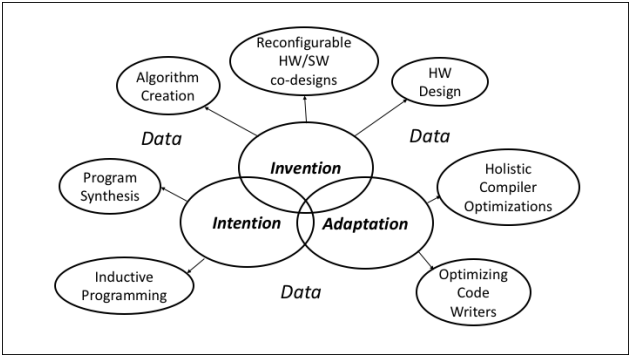 Reconfigurable
HW/SW
co-designs
Algorithm
Creation
HW
Design
Data
Data
Invention
Program
Synthesis
Holistic
Compiler
Optimizations
Intention
Adaptation
Inductive
Programming
Data
Optimizing
Code
Writers